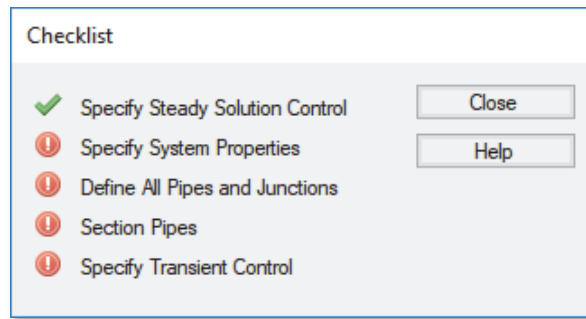 Checklist
Specify Steady Solution Control
Close
Specify System Properties
Help
Define All Pipes and Junctions
Section Pipes
Specify Transient Control